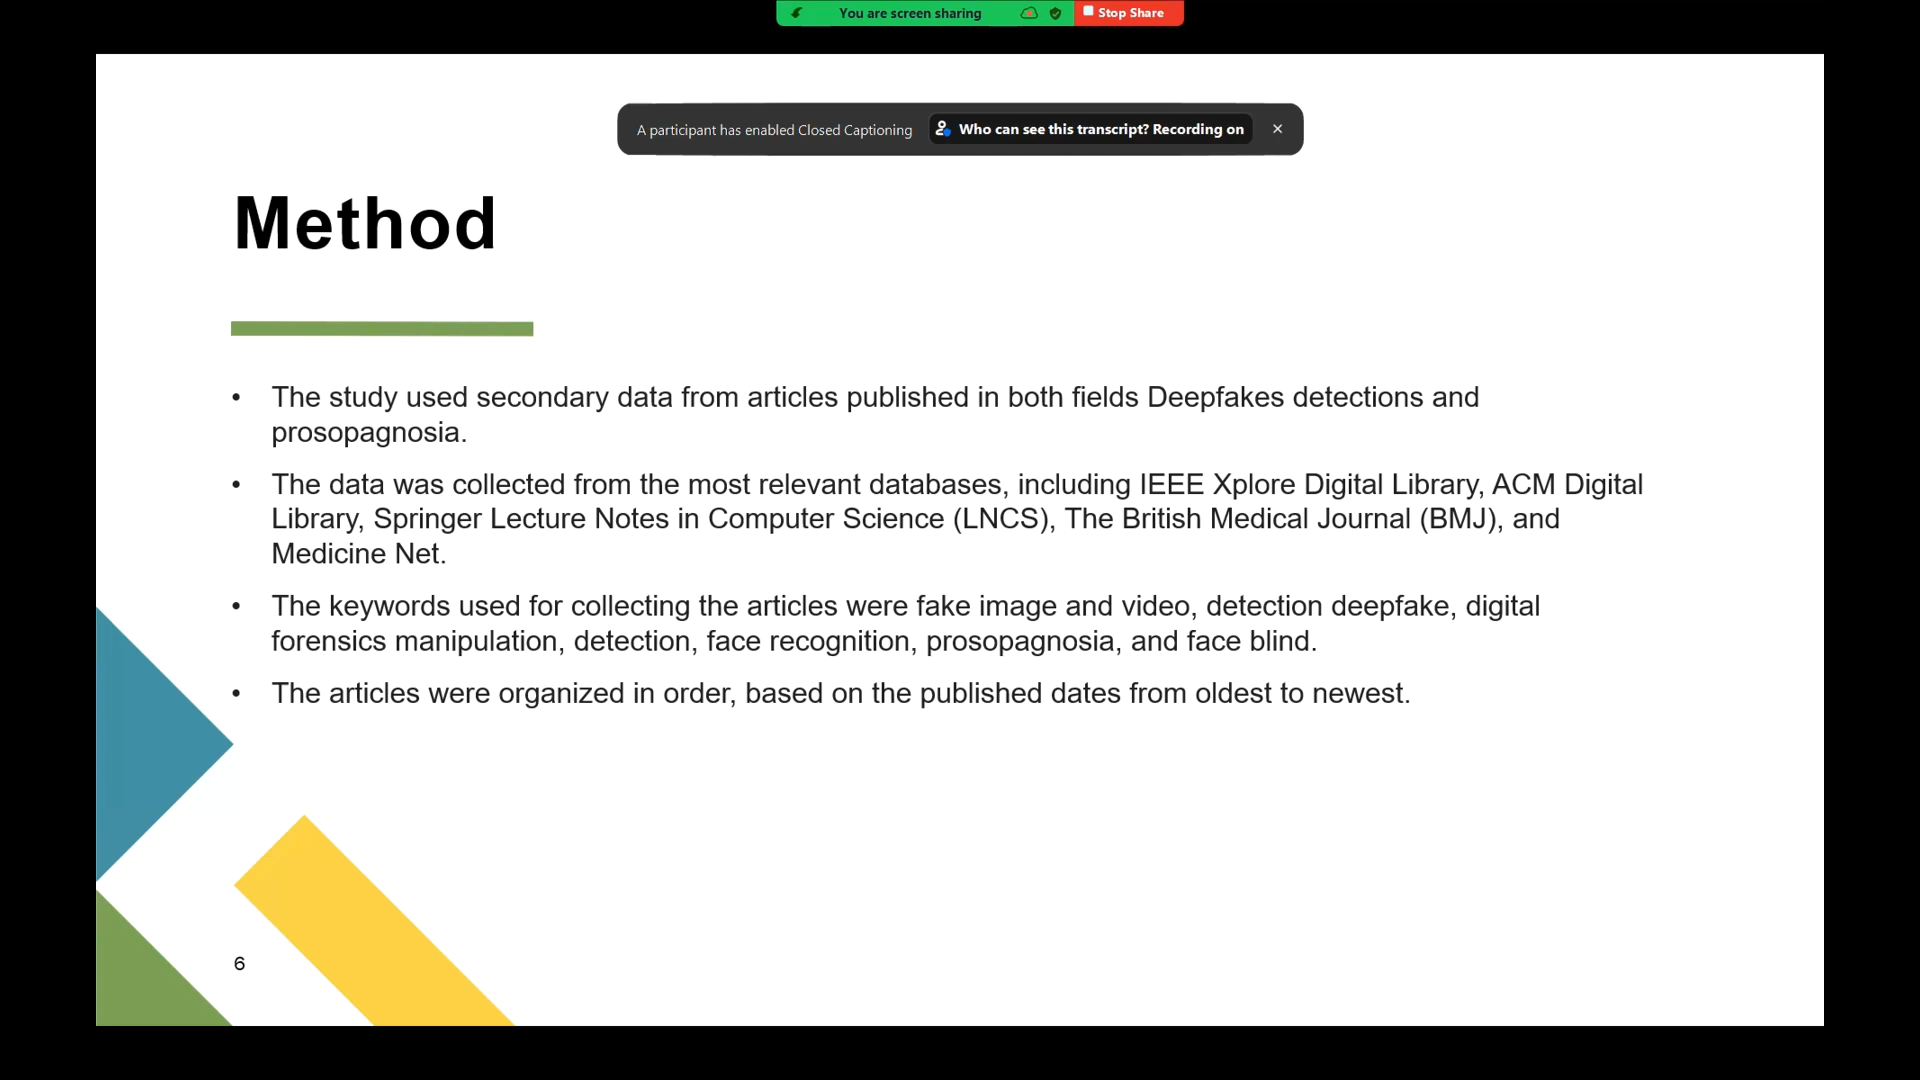 You are screen sharing
Stop Share
A participant has enabled Closed Captioning
Who can see this transcript? Recording on
Method
• The study used secondary data from articles published in both fields Deepfakes detections and
prosopagnosia.
• The data was collected from the most relevant databases, including IEEE Xplore Digital Library, ACM Digital
Library, Springer Lecture Notes in Computer Science (LNCS), The British Medical Journal (BMJ), and
Medicine Net.
• The keywords used for collecting the articles were fake image and video, detection deepfake, digital
forensics manipulation, detection, face recognition, prosopagnosia, and face blind.
• The articles were organized in order, based on the published dates from oldest to newest.
6